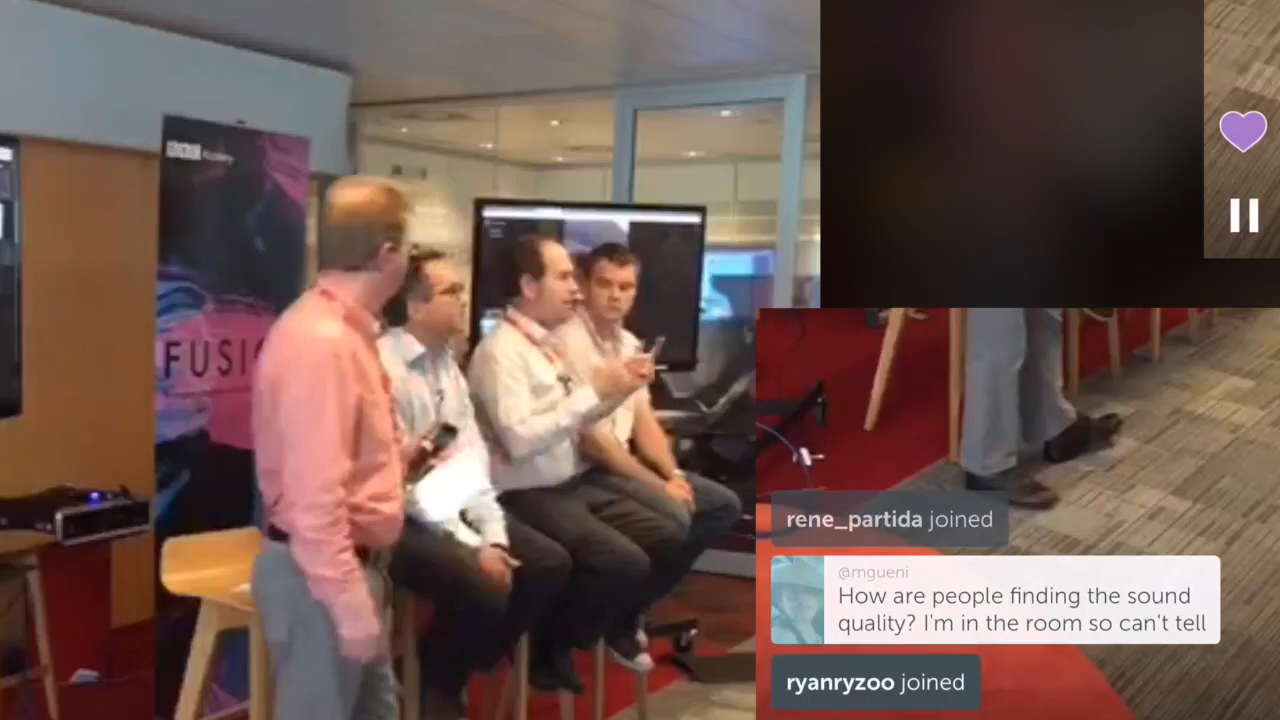 BBC
FUSI
rene_partida joined
@mgueni
How are people finding the sound
quality? I'm in the room so can't tell
ryanryzoo joined